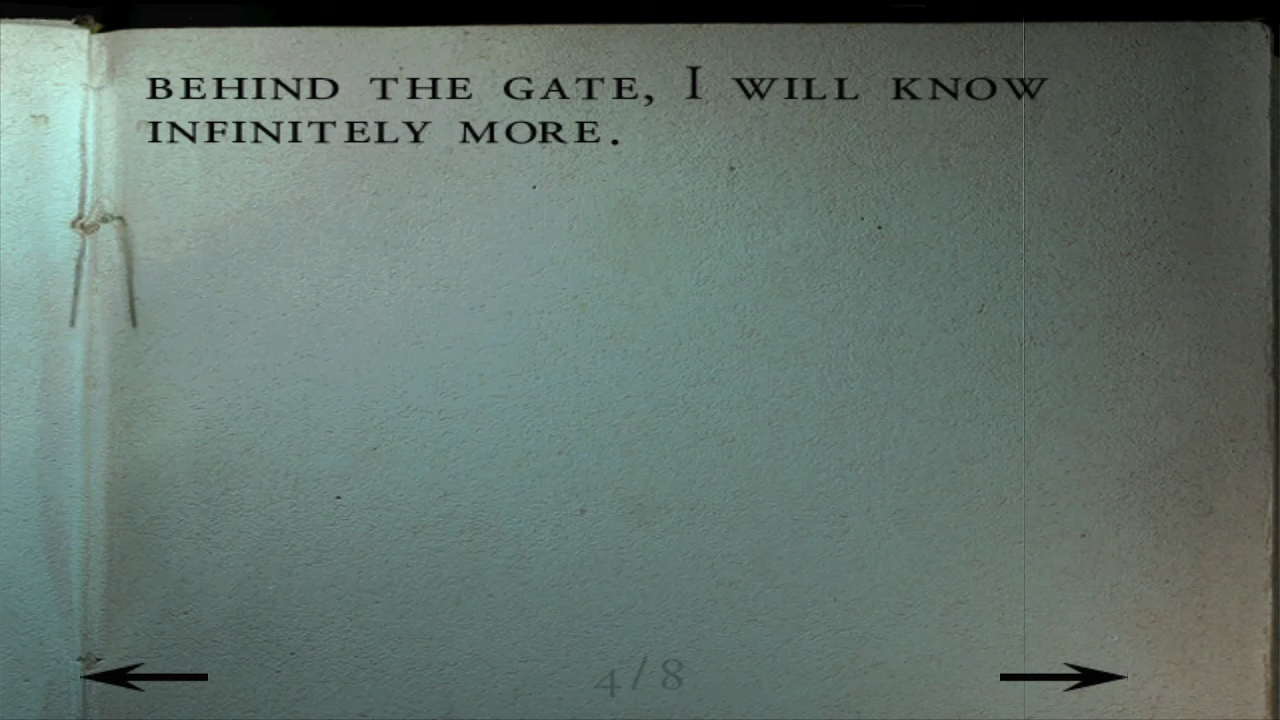 BEHIND THE GATE, I WILL KNOW
INFINITELY MORE.
4/8